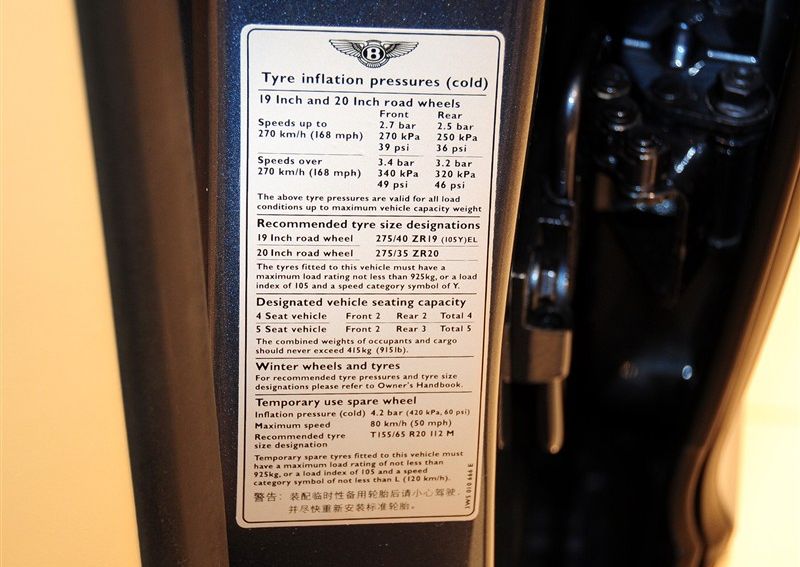 B
Tyre inflation pressures (cold)
19 Inch and 20 Inch road wheels
Front Rear
Speeds up to 270 km/h (168 mph) 2.7 bar 2.5 bar
270 kPa 250 kPa
39 psi 36 psi
Speeds over 270 km/h (168 mph) 3.4 bar 3.2 bar
340 kPa 320 kPa
49 psi 46 psi
The above tyre pressures are valid for all load
conditions up to maximum vehicle capacity weight
Recommended tyre size designations
19 Inch road wheel 275/40 ZR19 (105Y)EL
20 Inch road wheel 275/35 ZR20
The tyres fitted to this vehicle must have a
maximum load rating not less than 925kg, or a load
index of 105 and a speed category symbol of Y.
Designated vehicle seating capacity
4 Seat vehicle Front 2 Rear 2 Total 4
5 Seat vehicle Front 2 Rear 3 Total 5
The combined weights of occupants and cargo
should never exceed 415kg (915lb).
Winter wheels and tyres
For recommended tyre pressures and tyre size
designations please refer to Owner's Handbook.
Temporary use spare wheel
Inflation pressure (cold) 4.2 bar (420 kPa, 60 psi)
Maximum speed 80 km/h (50 mph)
Recommended tyre T155/65 R20 112 M
size designation
Temporary spare tyres fitted to this vehicle must
have a maximum load rating of not less than
925kg, or a load index of 105 and a speed
category symbol of not less than L (120 km/h).
警告：装配临时性备用轮胎后请小心驾驶，
并尽快重新安装标准轮胎。
3W5 010 666 E